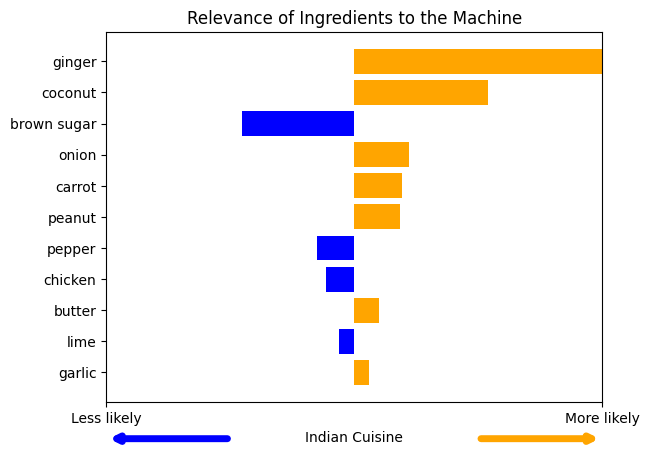 Relevance of Ingredients to the Machine
ginger
coconut
brown sugar
onion
carrot
peanut
pepper
chicken
butter
lime
garlic
Less likely
More likely
Indian Cuisine